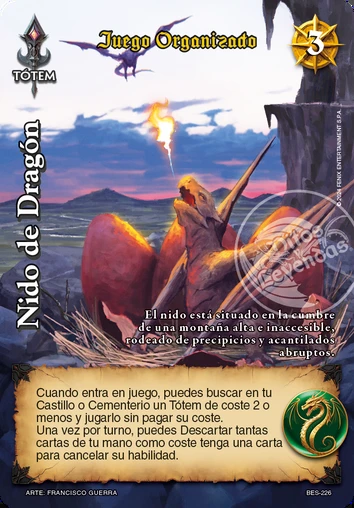 Juego Organizado
3
TÓTEM
Nido de Dragón
© 2024 FENIX ENTERTAINMENT S.P.A.
Mitos
Leyendas
El nido está situado en la cumbre
de una montaña alta e inaccesible,
rodeado de precipicios y acantilados
abruptos.
Cuando entra en juego, puedes buscar en tu
Castillo o Cementerio un Tótem de coste 2 o
menos y jugarlo sin pagar su coste.
Una vez por turno, puedes Descartar tantas
cartas de tu mano como coste tenga una carta
para cancelar su habilidad.
ARTE: FRANCISCO GUERRA
BES-226